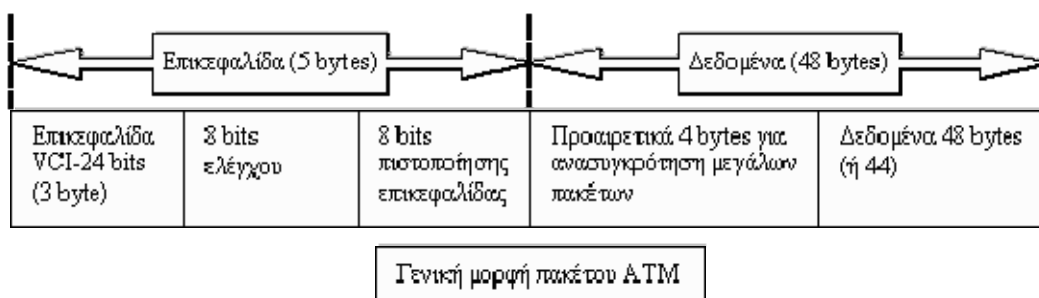 Επικεφαλίδα (5 bytes)
Δεδομένα (48 bytes)
Επικεφαλίδα
VCI-24 bits
(3 byte)
8 bits
ελέγχου
8 bits
πιστοποίησης
επικεφαλίδας
Προαιρετικά 4 bytes για
ανασυγκρότηση μεγάλων
πακέτων
Δεδομένα 48 bytes
(ή 44)
Γενική μορφή πακέτου ATM